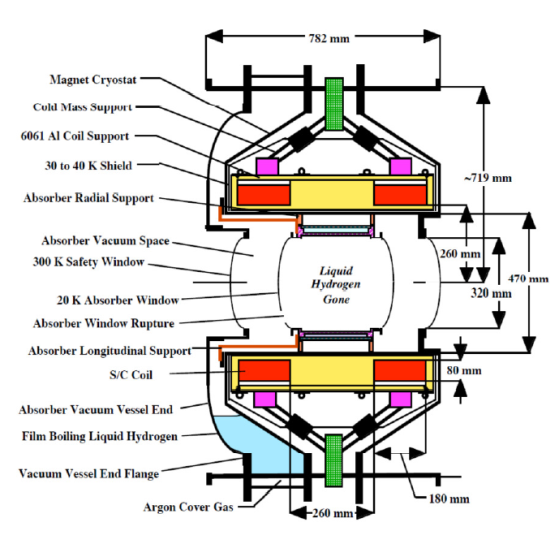 782 mm
Magnet Cryostat
Cold Mass Support
6061 Al Coil Support
30 to 40 K Shield
Absorber Radial Support
~719 mm
Absorber Vacuum Space
300 K Safety Window
260 mm
470 mm
Liquid
Hydrogen
Gone
20 K Absorber Window
320 mm
Absorber Window Rupture
Absorber Longitudinal Support
S/C Coil
80 mm
Absorber Vacuum Vessel End
Film Boiling Liquid Hydrogen
Vacuum Vessel End Flange
180 mm
Argon Cover Gas
260 mm